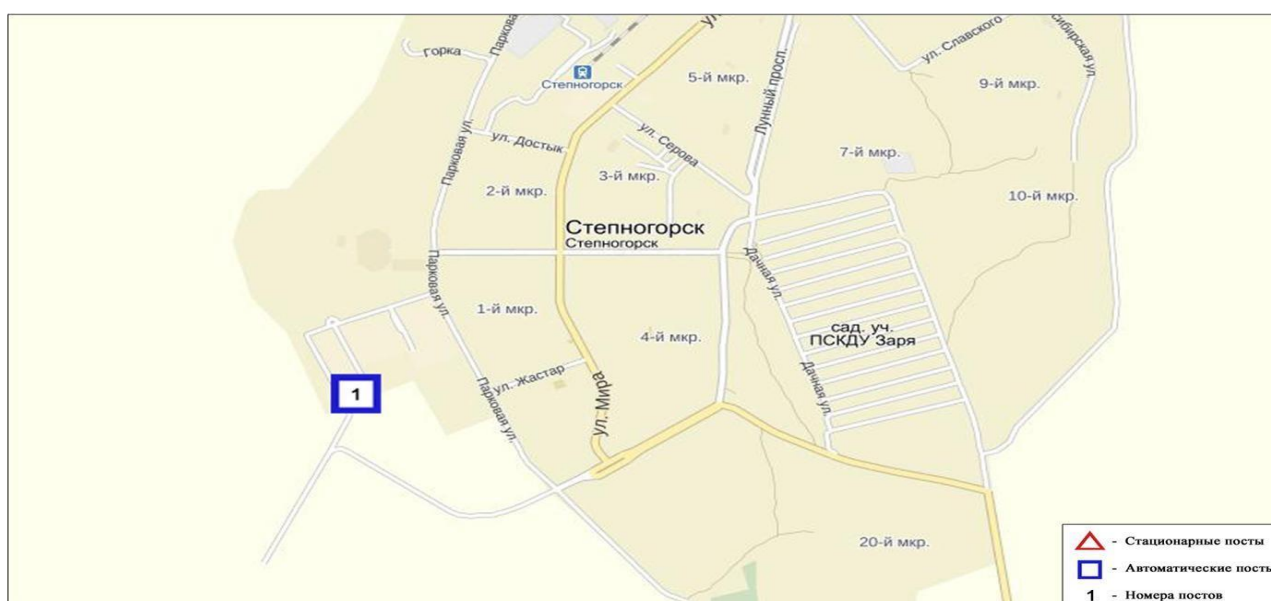 Парковая
ул.
Лунный просп.
ул. Славского
сибирская ул.
Горка
Степногорск
5-й мкр.
9-й мкр.
Парковая ул.
ул. Достык
ул. Серова
7-й мкр.
3-й мкр.
2-й мкр.
10-й мкр.
Степногорск
Степногорск
Парковая ул.
Дачная ул.
1-й мкр.
4-й мкр.
сад. уч.
ПСКДУ Заря
ул. Жастар
ул. Мира
Парковая ул.
Дачная ул.
1
20-й мкр.
- Стационарные посты
- Автоматические посты
1 - Номера постов